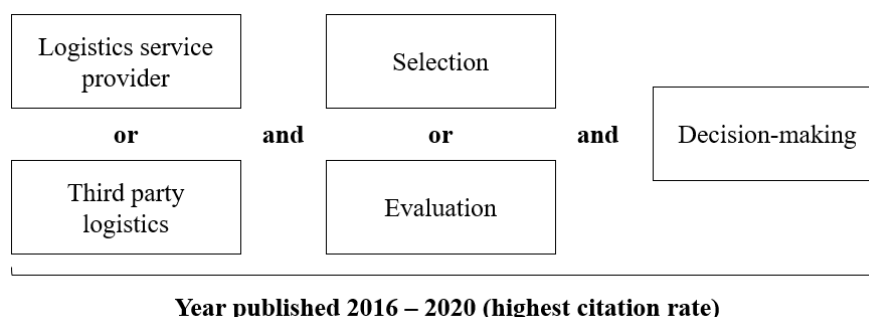 Logistics service
provider
Selection
or
and
or
and
Decision-making
Third party
logistics
Evaluation
Year published 2016 – 2020 (highest citation rate)